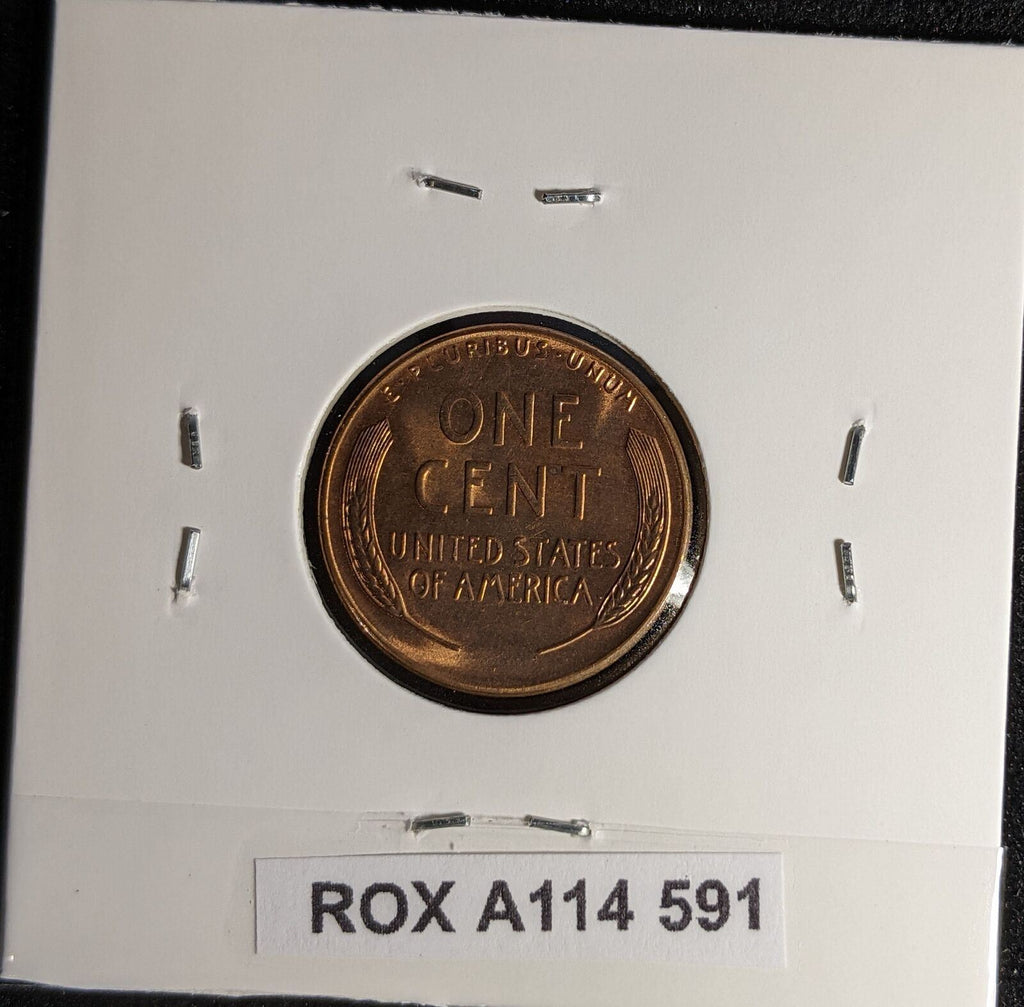 E·PLURIBUS·UNUM
ONE
CENT
UNITED STATES
OF AMERICA
ROX A114 591